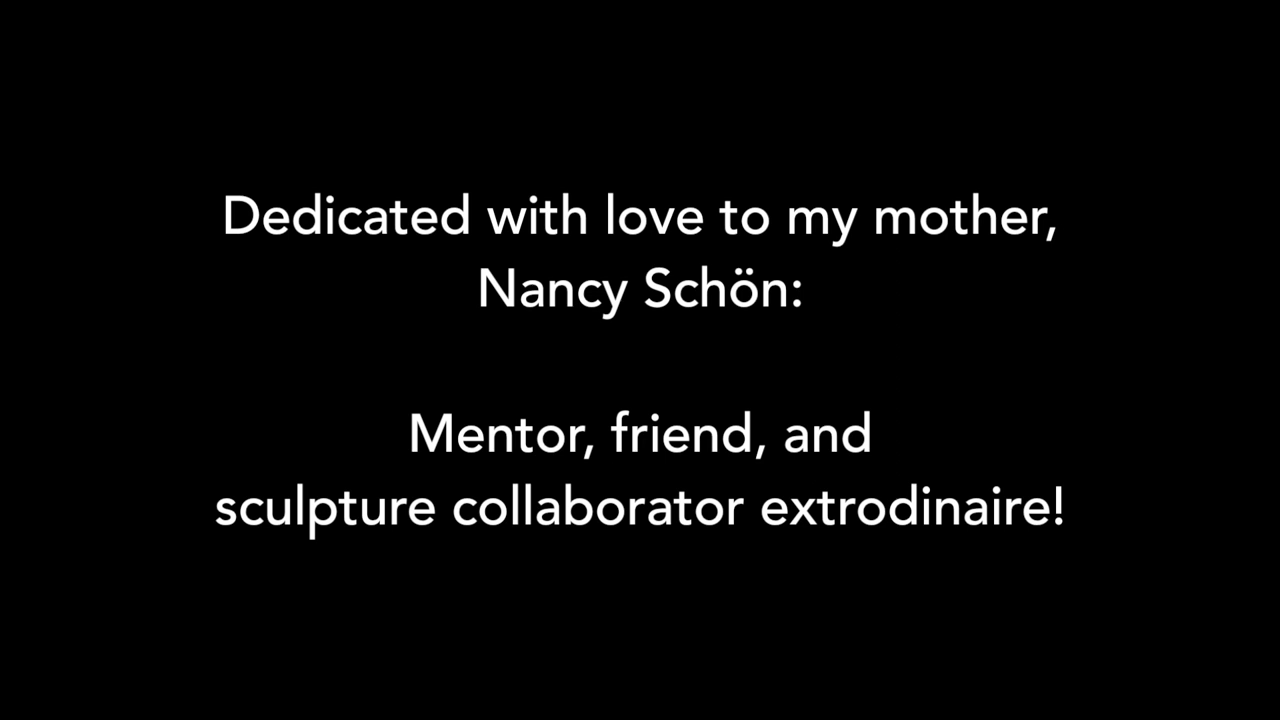 Dedicated with love to my mother,
Nancy Schön:
Mentor, friend, and
sculpture collaborator extrodinaire!